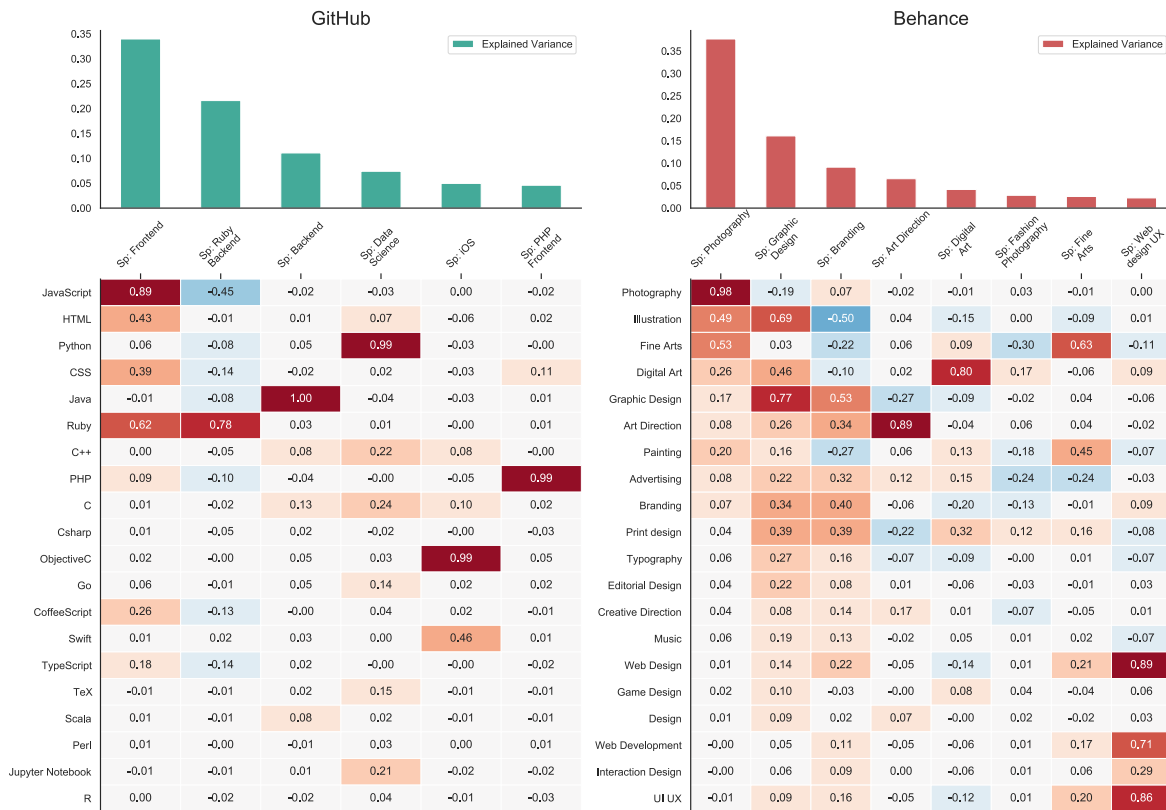 GitHub
Explained Variance
0.35
0.30
0.25
0.20
0.15
0.10
0.05
0.00
Sp: Frontend
Sp: Ruby
Backend
Sp: Backend
Sp: Data
Science
Sp: iOS
Sp: PHP
Frontend
JavaScript 0.89 -0.45 -0.02 -0.03 0.00 -0.02
HTML 0.43 -0.01 0.01 0.07 -0.06 0.02
Python 0.06 -0.08 0.05 0.99 -0.03 -0.00
CSS 0.39 -0.14 -0.02 0.02 -0.03 0.11
Java -0.01 -0.08 1.00 -0.04 -0.03 0.01
Ruby 0.62 0.78 0.03 0.01 -0.00 0.01
C++ 0.00 -0.05 0.08 0.22 0.08 -0.00
PHP 0.09 -0.10 -0.04 -0.00 -0.05 0.99
C 0.01 -0.02 0.13 0.24 0.10 0.02
Csharp 0.01 -0.05 0.02 -0.02 -0.00 -0.03
ObjectiveC 0.02 -0.00 0.05 0.03 0.99 0.05
Go 0.06 -0.01 0.05 0.14 0.02 0.02
CoffeeScript 0.26 -0.13 -0.00 0.04 0.02 -0.01
Swift 0.01 0.02 0.03 0.00 0.46 0.01
TypeScript 0.18 -0.14 0.02 -0.00 -0.00 -0.02
TeX -0.01 -0.01 0.02 0.15 -0.01 -0.01
Scala 0.01 -0.01 0.08 0.02 -0.01 -0.01
Perl 0.01 -0.00 -0.01 0.03 0.00 0.01
Jupyter Notebook -0.01 -0.01 0.01 0.21 -0.02 -0.02
R 0.00 -0.02 -0.02 0.04 -0.01 -0.03
Behance
Explained Variance
0.35
0.30
0.25
0.20
0.15
0.10
0.05
0.00
Sp: Photography
Sp: Graphic
Design
Sp: Branding
Sp: Art Direction
Sp: Digital
Art
Sp: Fashion
Photography
Sp: Fine
Arts
Sp: Web
design UX
Photography 0.98 -0.19 0.07 -0.02 -0.01 0.03 -0.01 0.00
Illustration 0.49 0.69 -0.50 0.04 -0.15 0.00 -0.09 0.01
Fine Arts 0.53 0.03 -0.22 0.06 0.09 -0.30 0.63 -0.11
Digital Art 0.26 0.46 -0.10 0.02 0.80 0.17 -0.06 0.09
Graphic Design 0.17 0.77 0.53 -0.27 -0.09 -0.02 0.04 -0.06
Art Direction 0.08 0.26 0.34 0.89 -0.04 0.06 0.04 -0.02
Painting 0.20 0.16 -0.27 0.06 0.13 -0.18 0.45 -0.07
Advertising 0.08 0.22 0.32 0.12 0.15 -0.24 -0.24 -0.03
Branding 0.07 0.34 0.40 -0.06 -0.20 -0.13 -0.01 0.09
Print design 0.04 0.39 0.39 -0.22 0.32 0.12 0.16 -0.08
Typography 0.06 0.27 0.16 -0.07 -0.09 -0.00 0.01 -0.07
Editorial Design 0.04 0.22 0.08 0.01 -0.06 -0.03 -0.01 0.03
Creative Direction 0.04 0.08 0.14 0.17 0.01 -0.07 -0.05 0.01
Music 0.06 0.19 0.13 -0.02 0.05 0.01 0.02 -0.07
Web Design 0.01 0.14 0.22 -0.05 -0.14 0.01 0.21 0.89
Game Design 0.02 0.10 -0.03 -0.00 0.08 0.04 -0.04 0.06
Design 0.01 0.09 0.02 0.07 -0.00 0.02 -0.02 0.03
Web Development -0.00 0.05 0.11 -0.05 -0.06 0.01 0.17 0.71
Interaction Design -0.00 0.06 0.09 0.00 -0.04 0.01 0.06 0.29
UI UX -0.01 0.09 0.16 -0.05 -0.12 0.01 0.20 0.86